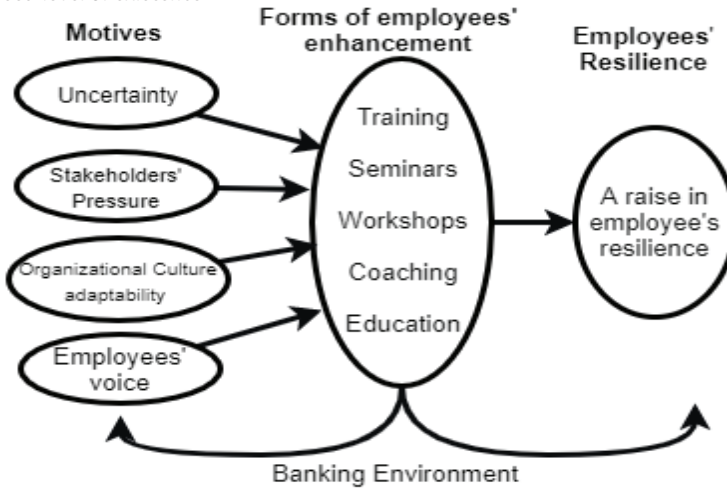 Motives
Forms of employees'
enhancement
Employees'
Resilience
Uncertainty
Stakeholders'
Pressure
Organizational Culture
adaptability
Employees'
voice
Training
Seminars
Workshops
Coaching
Education
A raise in
employee's
resilience
Banking Environment